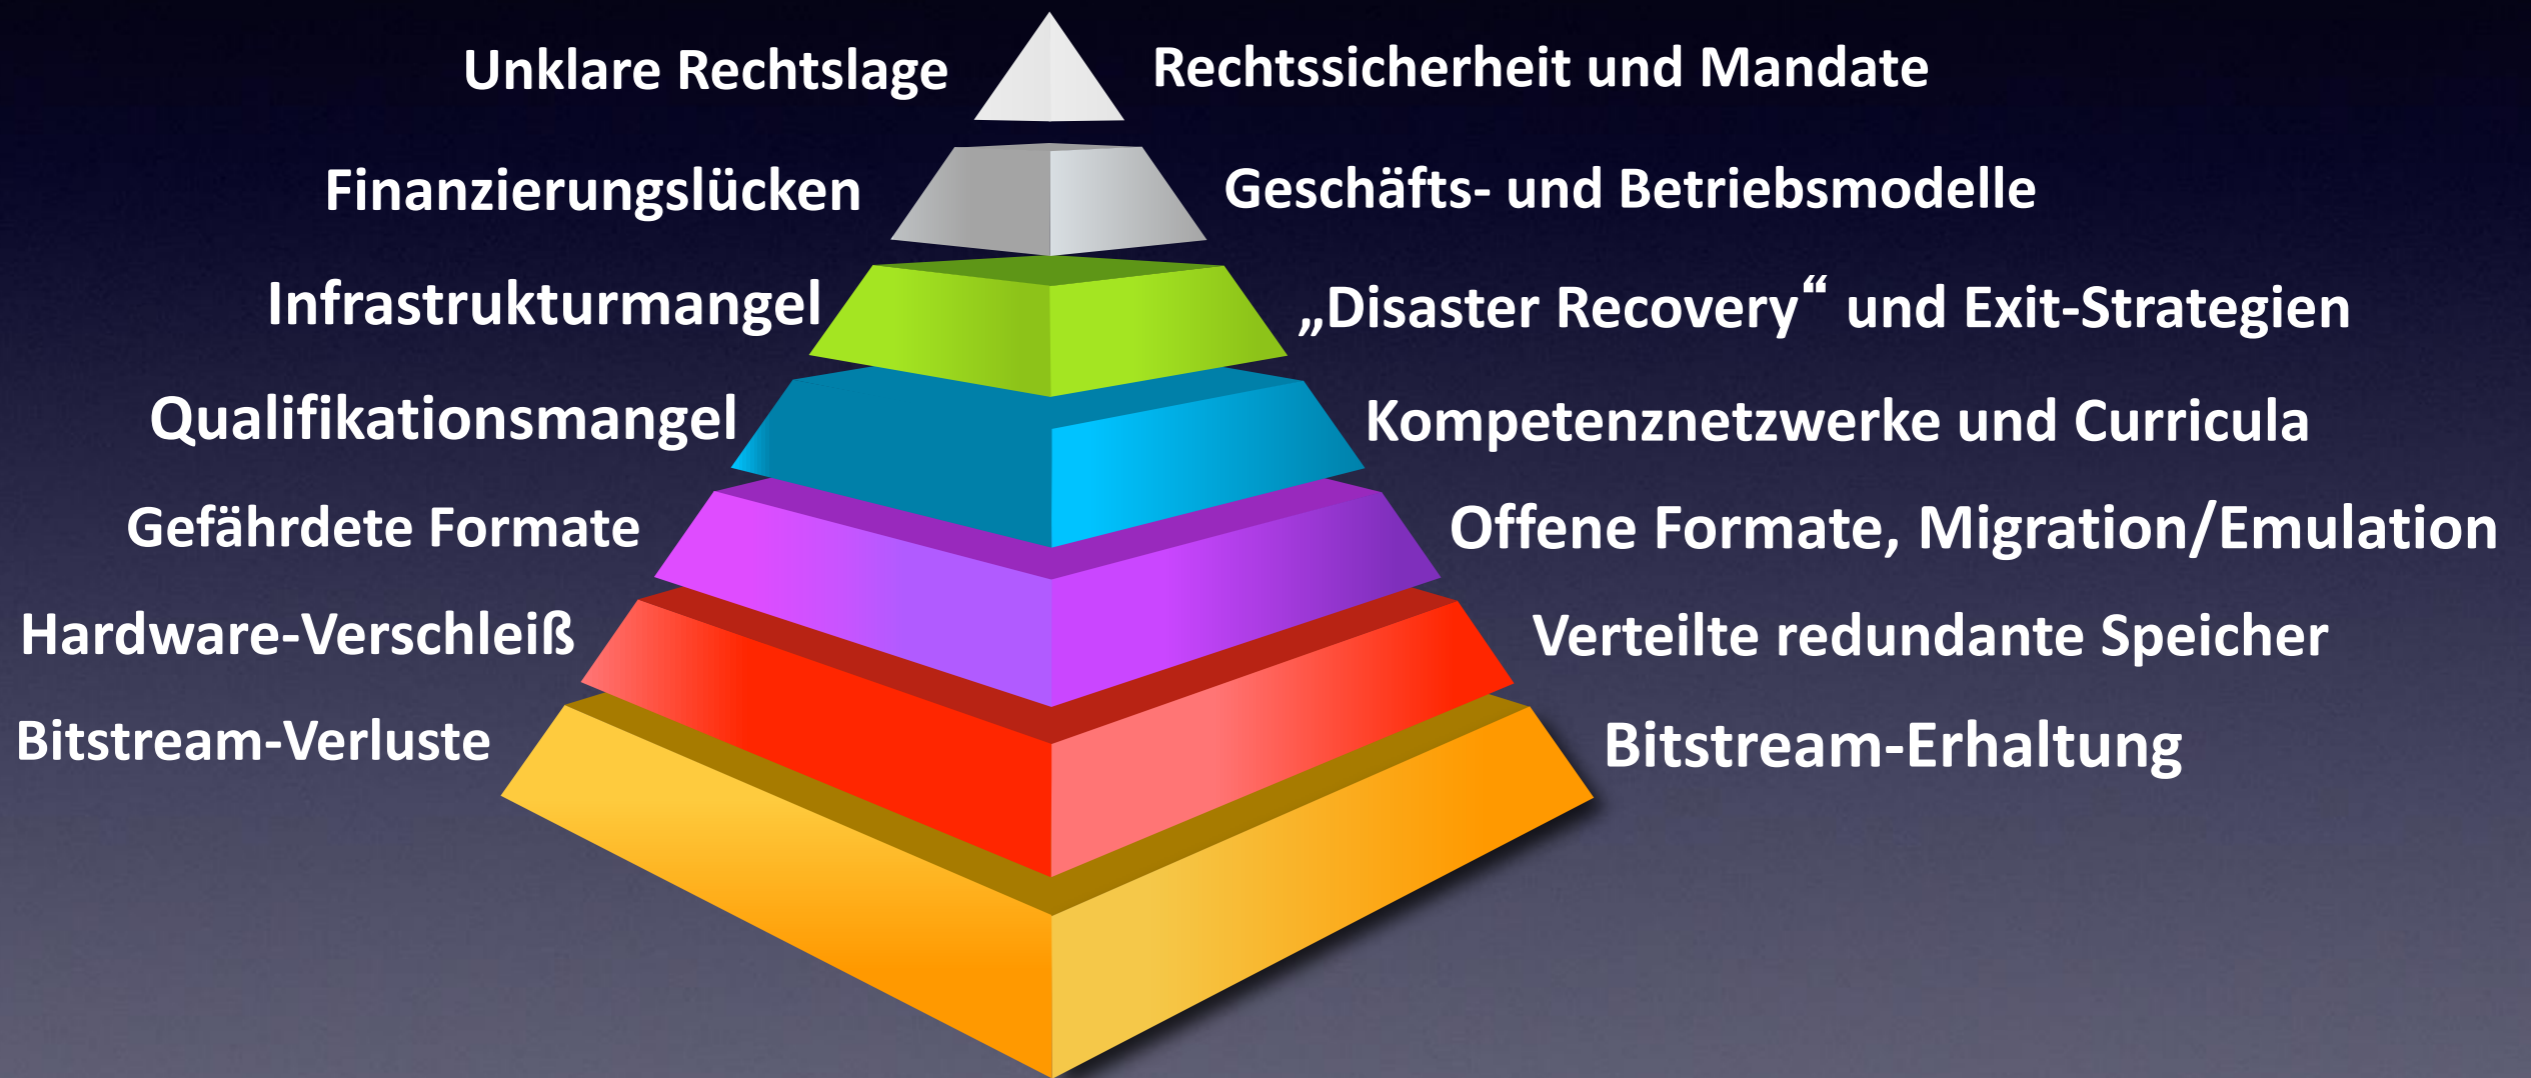 Unklare Rechtslage
Rechtssicherheit und Mandate
Finanzierungslücken
Geschäfts- und Betriebsmodelle
Infrastrukturmangel
„Disaster Recovery“ und Exit-Strategien
Qualifikationsmangel
Kompetenznetzwerke und Curricula
Gefährdete Formate
Offene Formate, Migration/Emulation
Hardware-Verschleiß
Verteilte redundante Speicher
Bitstream-Verluste
Bitstream-Erhaltung